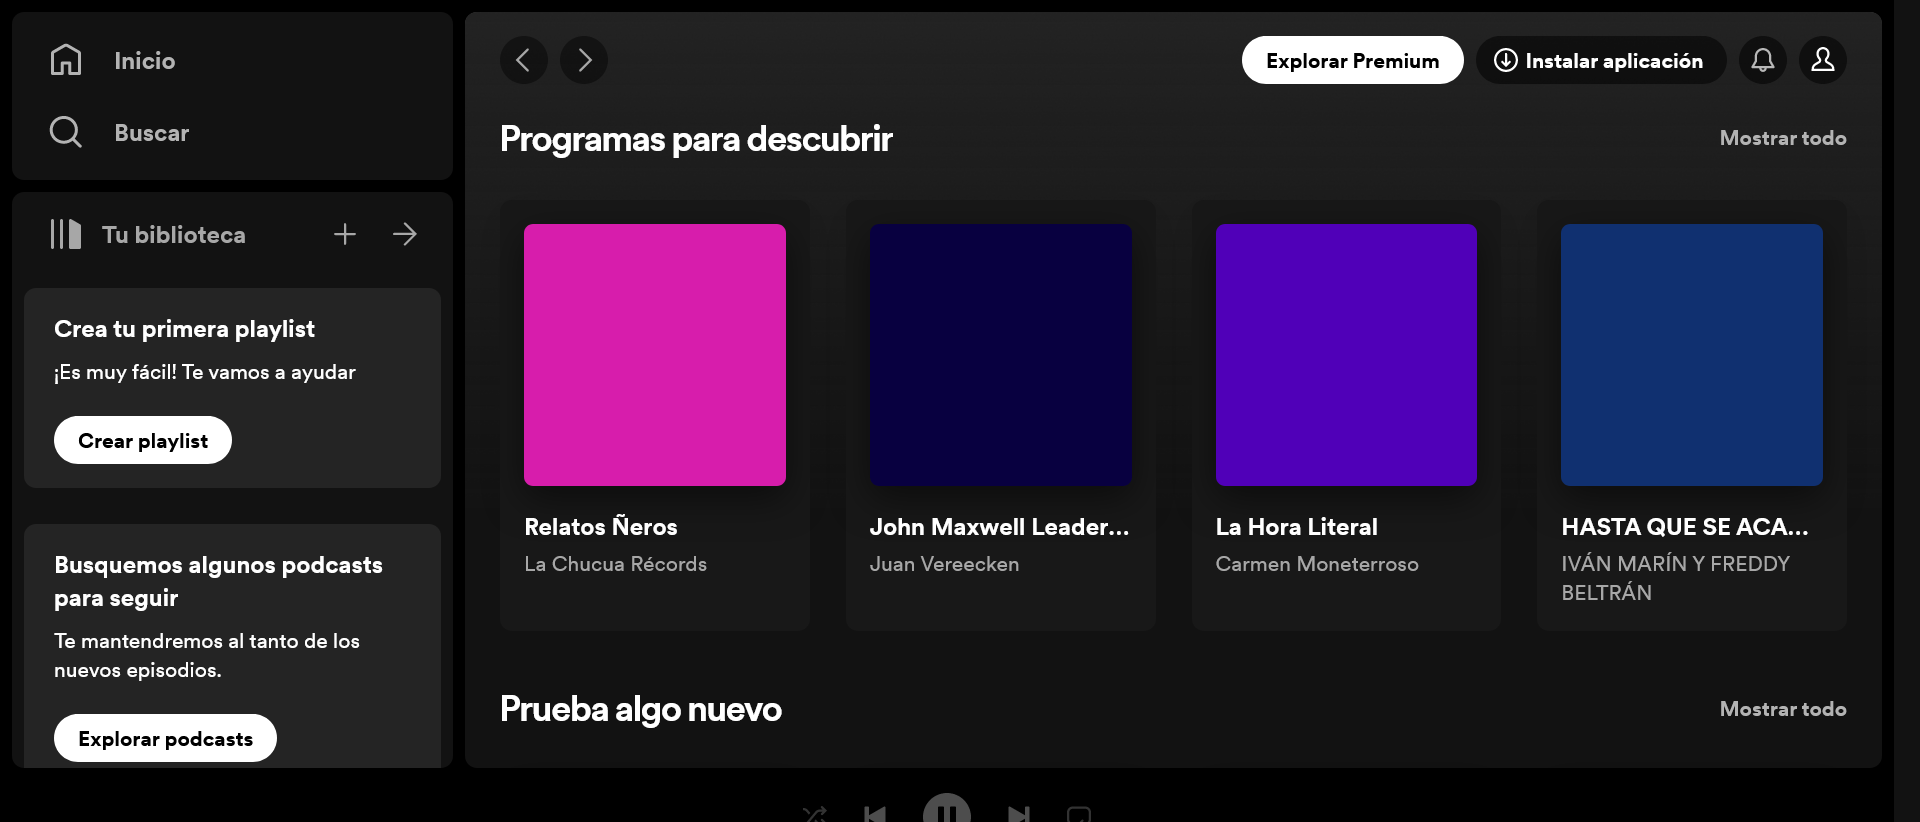 Inicio
Buscar
Tu biblioteca
Crea tu primera playlist
¡Es muy fácil! Te vamos a ayudar
Crear playlist
Busquemos algunos podcasts
para seguir
Te mantendremos al tanto de los
nuevos episodios.
Explorar podcasts
Explorar Premium
Instalar aplicación
Programas para descubrir
Mostrar todo
Relatos Ñeros
La Chucua Récords
John Maxwell Leader...
Juan Vereecken
La Hora Literal
Carmen Moneterroso
HASTA QUE SE ACA...
IVÁN MARÍN Y FREDDY
BELTRÁN
Prueba algo nuevo
Mostrar todo